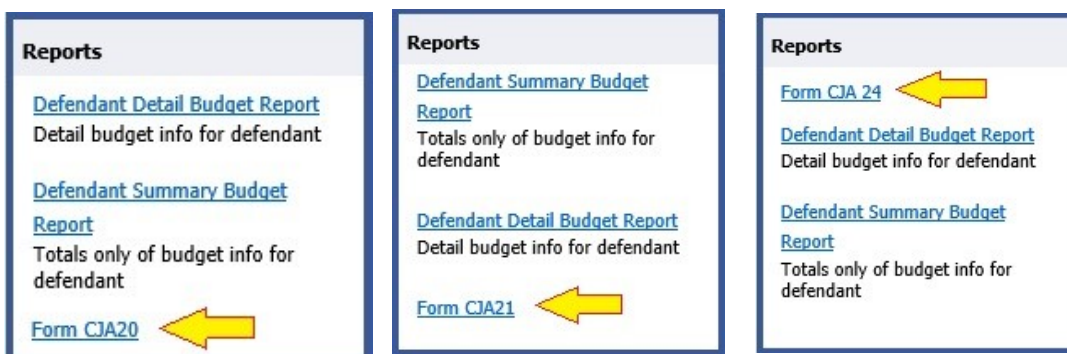 Reports
Defendant Detail Budget Report
Detail budget info for defendant
Defendant Summary Budget
Report
Totals only of budget info for
defendant
Form CJA20
Reports
Defendant Summary Budget
Report
Totals only of budget info for
defendant
Defendant Detail Budget Report
Detail budget info for defendant
Form CJA21
Reports
Form CJA 24
Defendant Detail Budget Report
Detail budget info for defendant
Defendant Summary Budget
Report
Totals only of budget info for
defendant